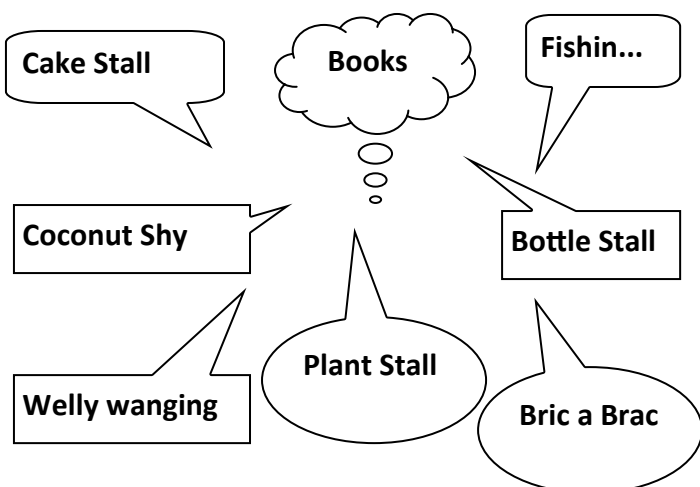 Cake Stall
Books
Fishin...
Coconut Shy
Bottle Stall
Welly wanging
Plant Stall
Bric a Brac